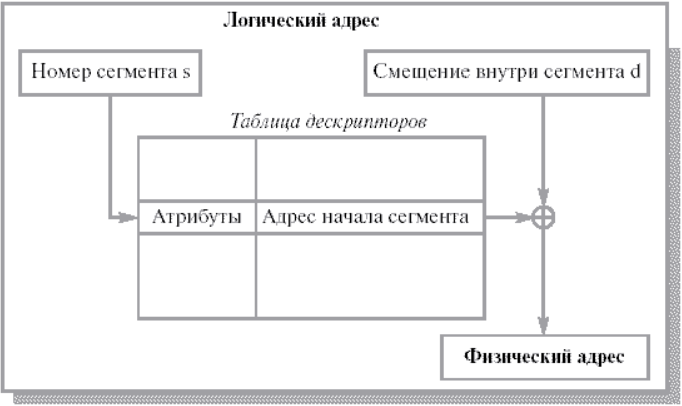 Логический адрес
Номер сегмента s
Смещение внутри сегмента d
Таблица дескрипторов
Атрибуты
Адрес начала сегмента
Физический адрес